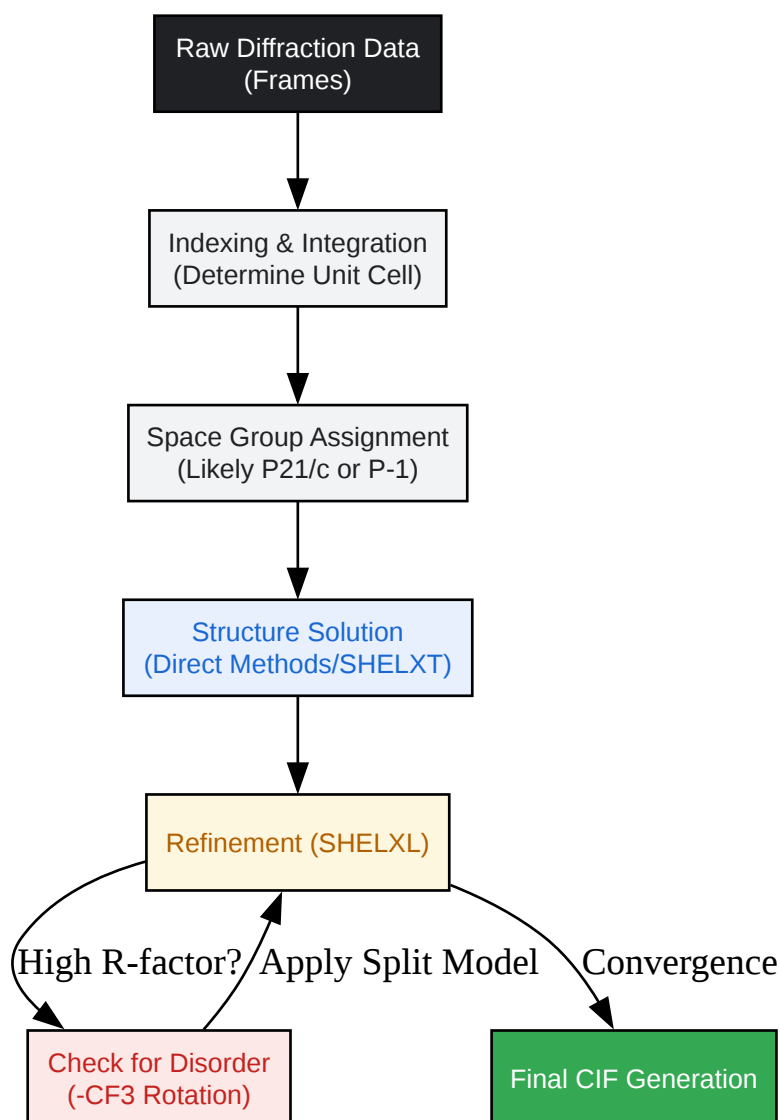 Raw Diffraction Data
(Frames)
Indexing & Integration
(Determine Unit Cell)
Space Group Assignment
(Likely P21/c or P-1)
Structure Solution
(Direct Methods/SHELXT)
Refinement (SHELXL)
High R-factor?
Apply Split Model
Convergence
Check for Disorder
(-CF3 Rotation)
Final CIF Generation